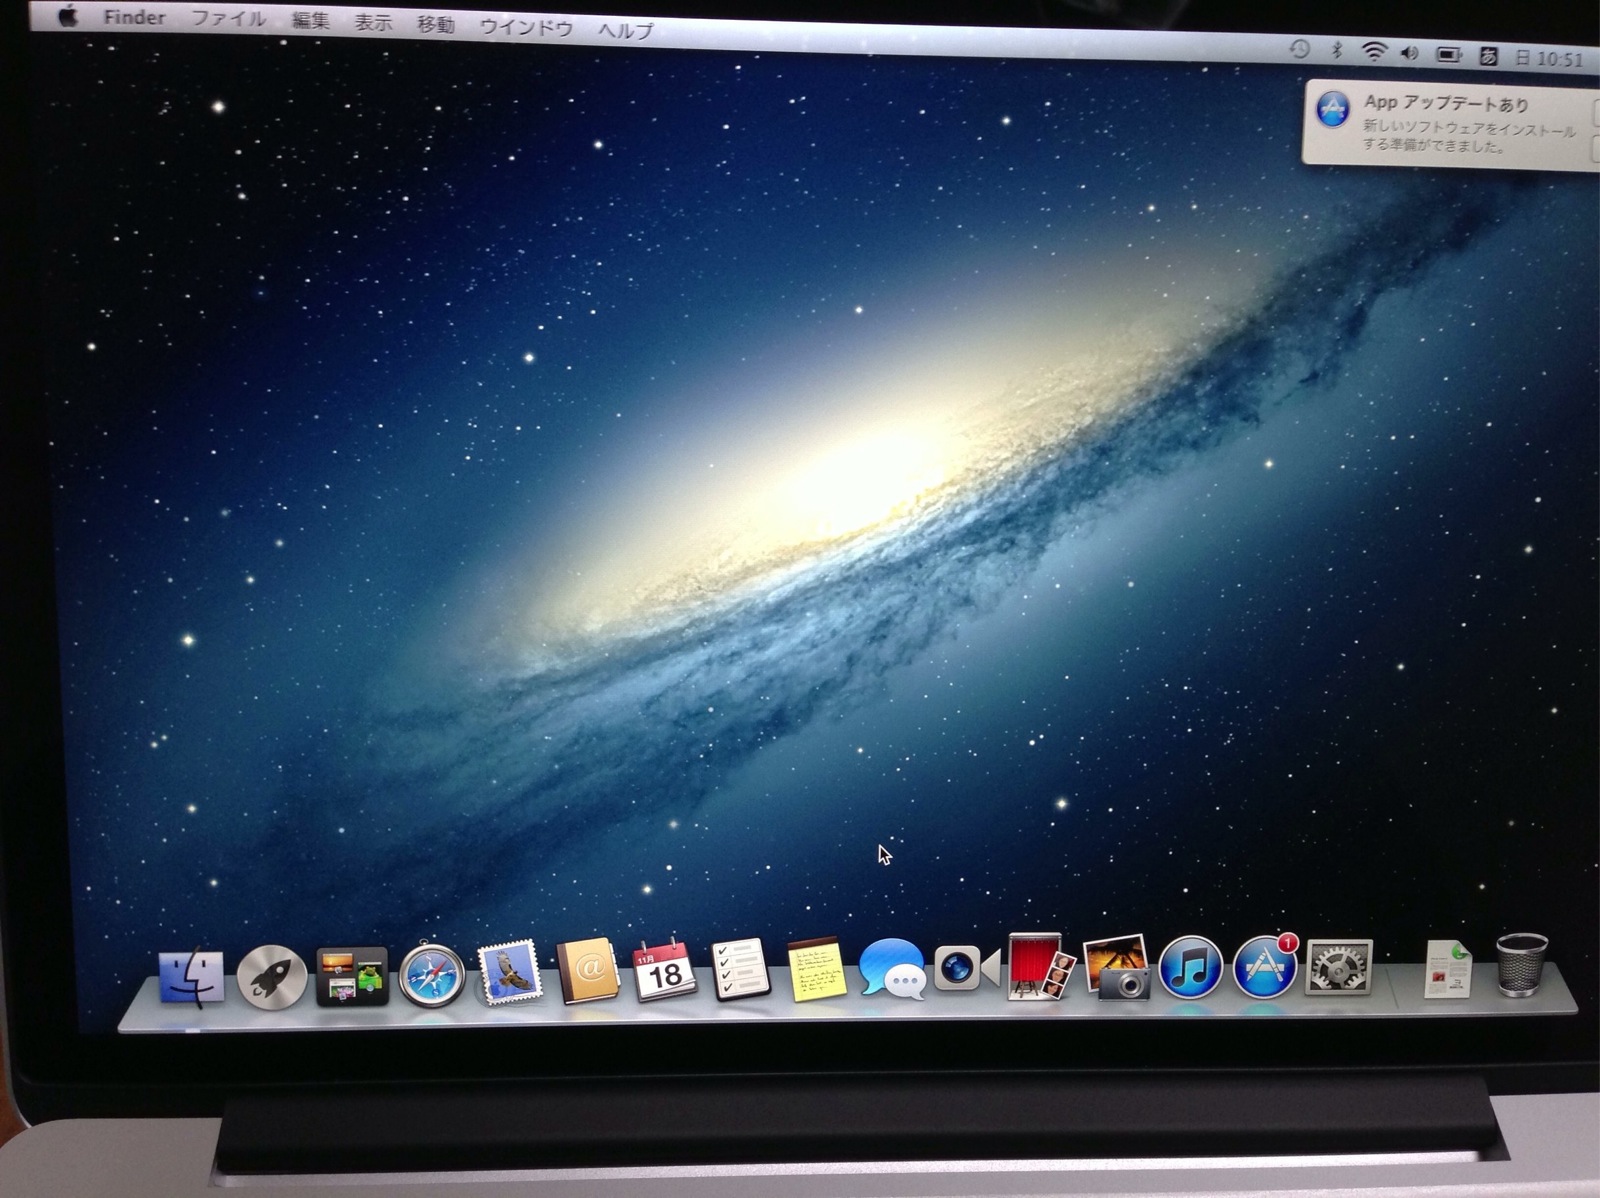 Finder ファイル 編集 表示 移動 ウインドウ ヘルプ
あ 日 10:51
App アップデートあり
新しいソフトウェアをインストール
する準備ができました。
@
11月
18
1